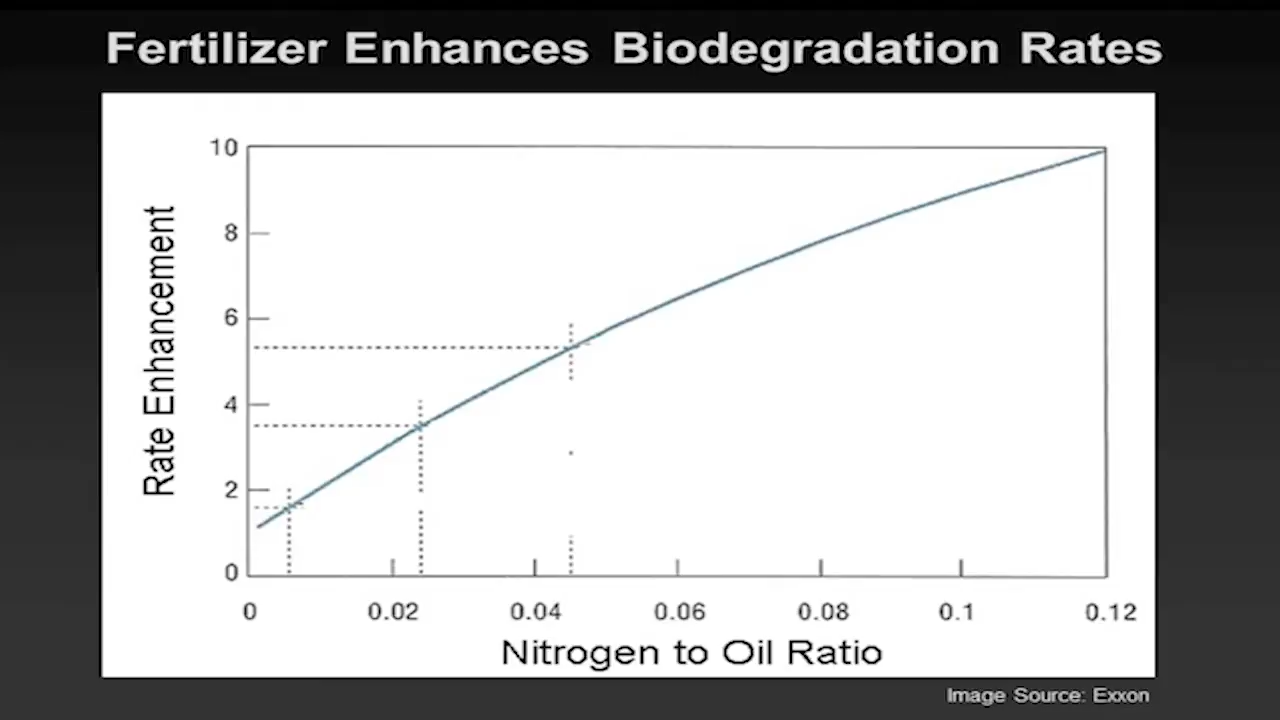 Fertilizer Enhances Biodegradation Rates
10
8
6
4
2
0
Rate Enhancement
0 0.02 0.04 0.06 0.08 0.1 0.12
Nitrogen to Oil Ratio
Image Source: Exxon